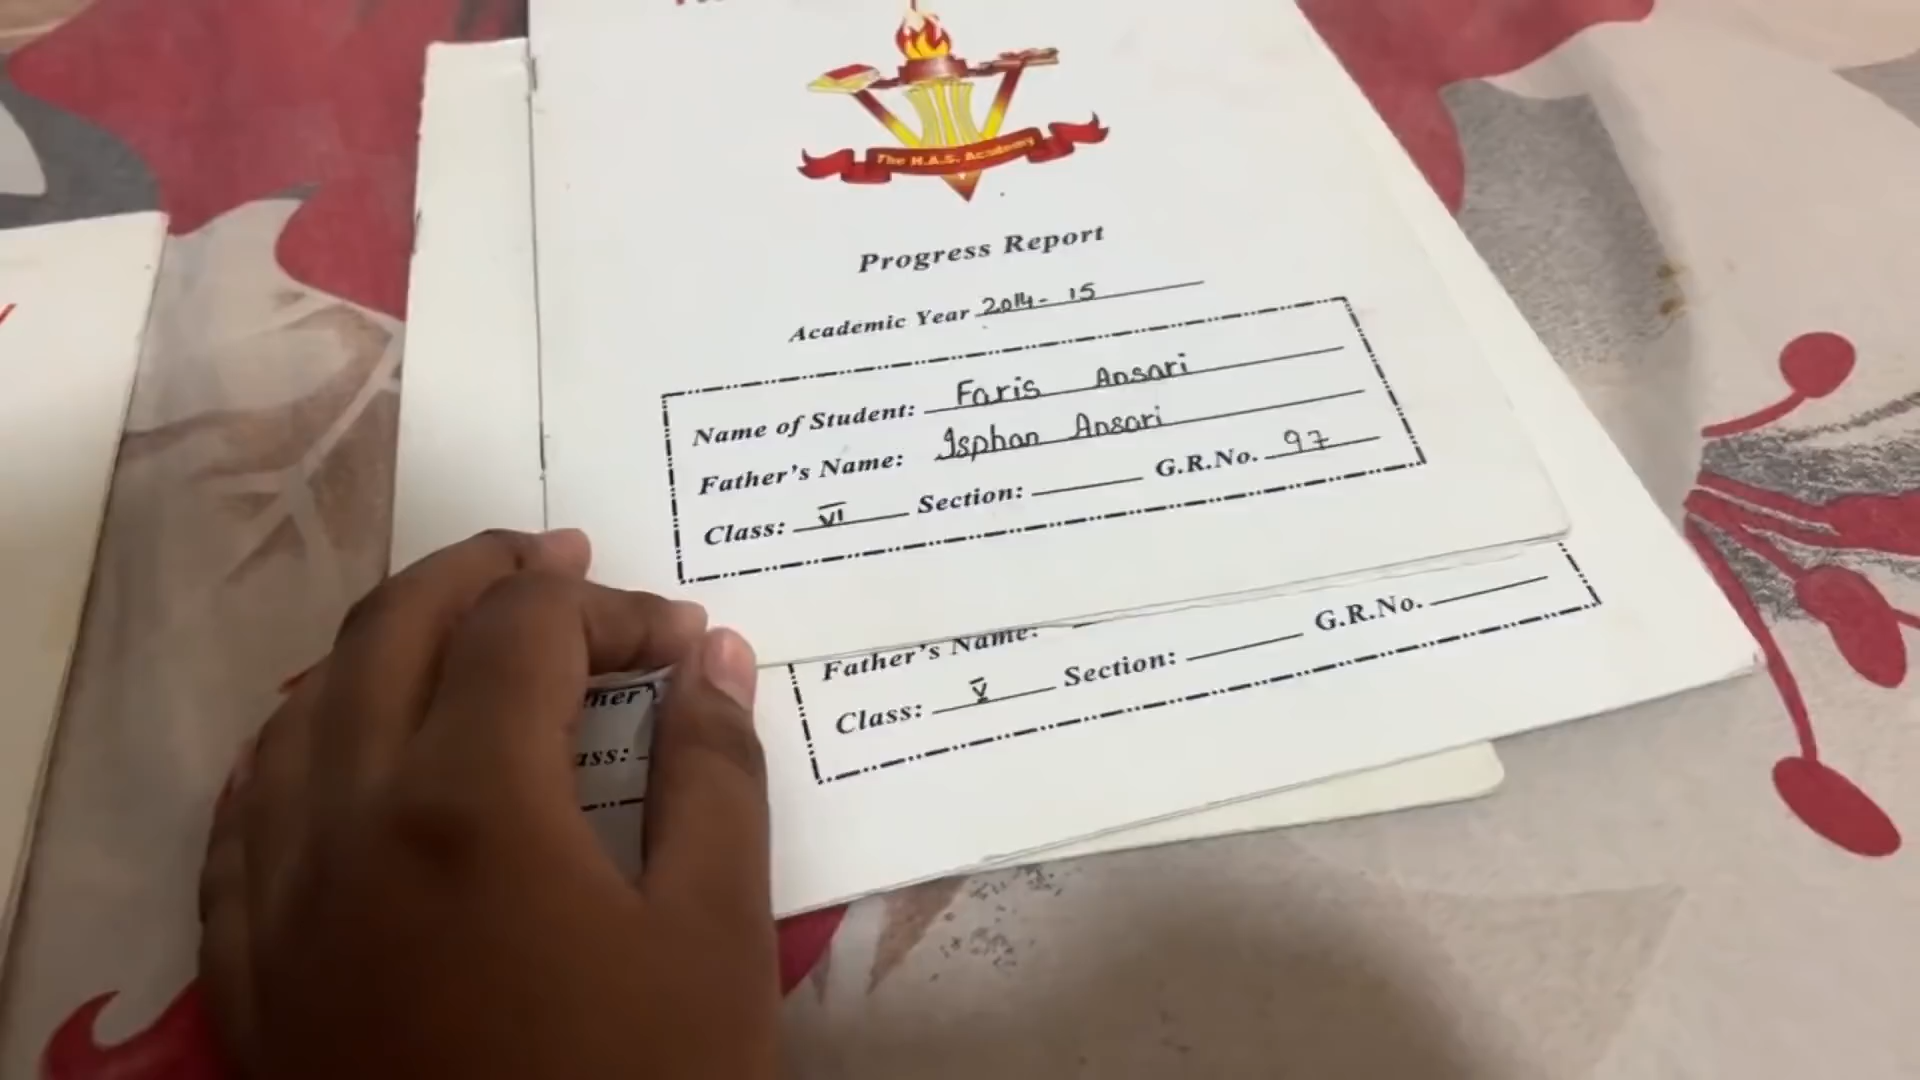 The H.A.S. Academy
Progress Report
Academic Year 2014-15
Name of Student: Faris Ansari
Father's Name: Isphan Ansari
Class: VI Section: G.R.No. 97
Father's Name:
Class: V Section: G.R.No.